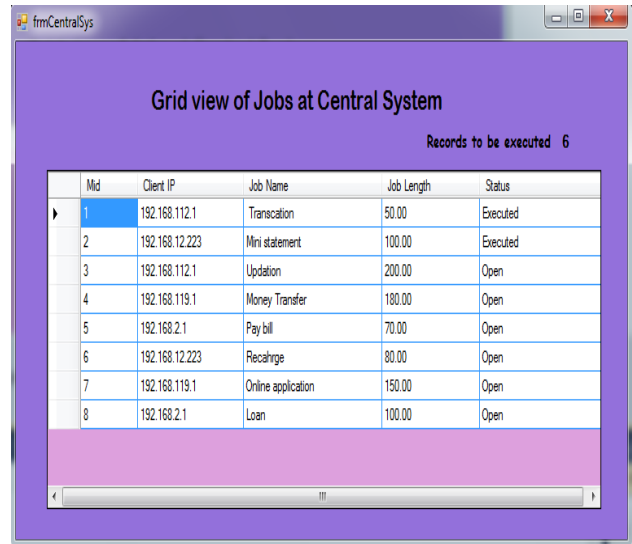 frmCentralSys
Grid view of Jobs at Central System
Records to be executed 6
Mid Client IP Job Name Job Length Status
1 192.168.112.1 Transcation 50.00 Executed
2 192.168.12.223 Mini statement 100.00 Executed
3 192.168.112.1 Updation 200.00 Open
4 192.168.119.1 Money Transfer 180.00 Open
5 192.168.2.1 Pay bill 70.00 Open
6 192.168.12.223 Recahrge 80.00 Open
7 192.168.119.1 Online application 150.00 Open
8 192.168.2.1 Loan 100.00 Open